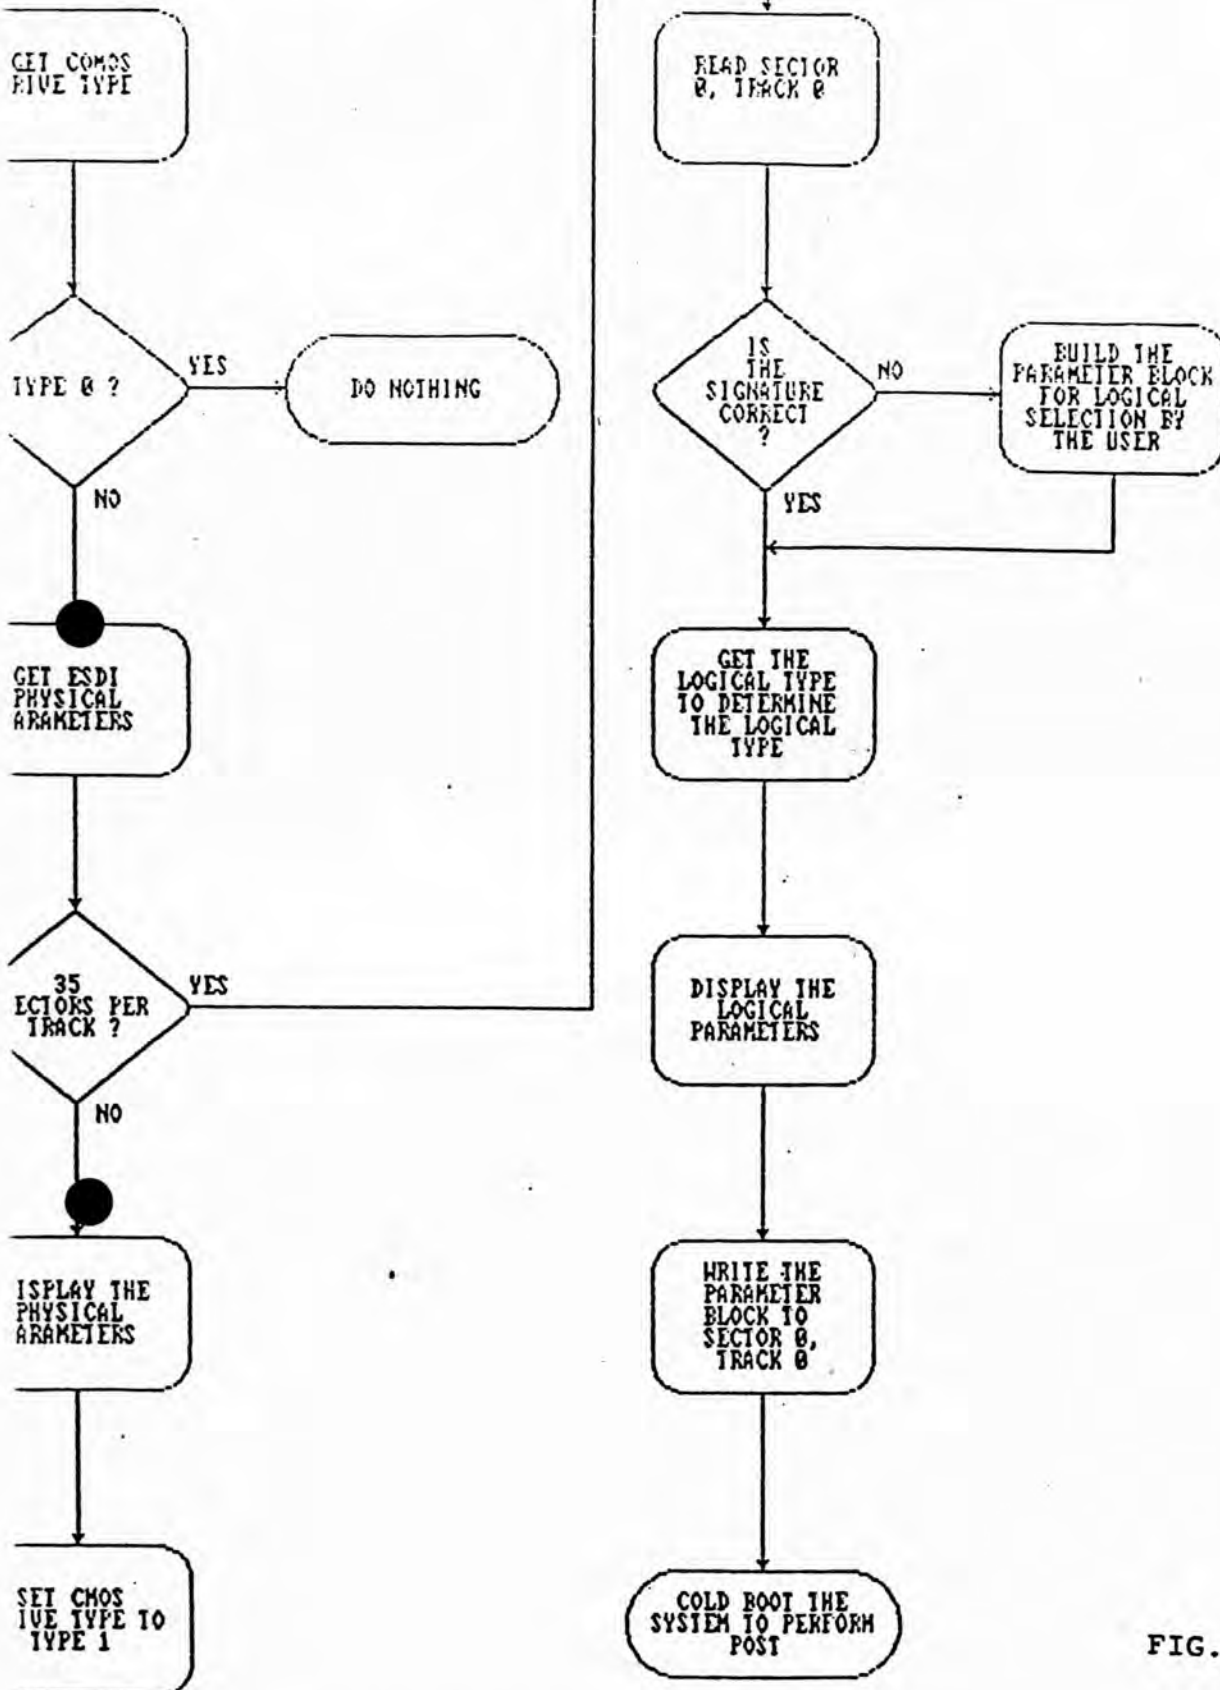 GET COMOS
RIVE TYPE
TYPE 0 ?
YES
DO NOTHING
NO
GET ESDI
PHYSICAL
ARAMETERS
35
ECTORS PER
TRACK ?
YES
NO
ISPLAY THE
PHYSICAL
ARAMETERS
SET CMOS
IVE TYPE TO
TYPE 1
READ SECTOR
0, TRACK 0
IS
THE
SIGNATURE
CORRECT
?
NO
BUILD THE
PARAMETER BLOCK
FOR LOGICAL
SELECTION BY
THE USER
YES
GET THE
LOGICAL TYPE
TO DETERMINE
THE LOGICAL
TYPE
DISPLAY THE
LOGICAL
PARAMETERS
WRITE THE
PARAMETER
BLOCK TO
SECTOR 0,
TRACK 0
COLD BOOT THE
SYSTEM TO PERFORM
POST
FIG.